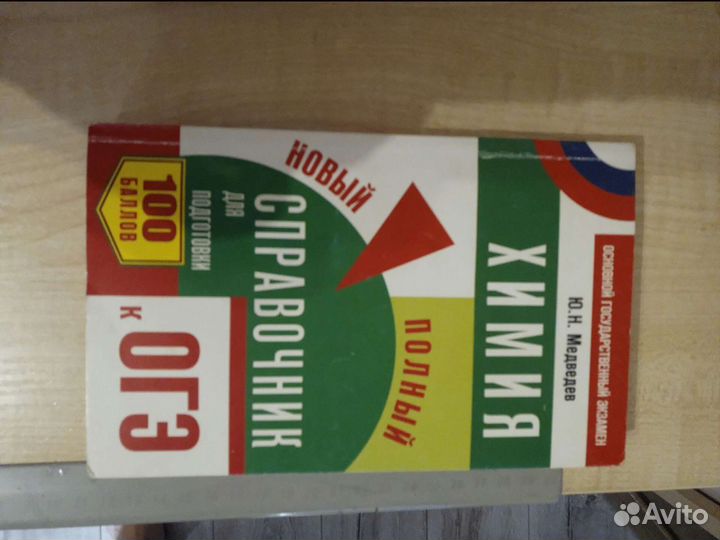 ОСНОВНОЙ ГОСУДАРСТВЕННЫЙ ЭКЗАМЕН
Ю.Н. Медведев
ХИМИЯ
НОВЫЙ
ПОЛНЫЙ
СПРАВОЧНИК
ДЛЯ
ПОДГОТОВКИ
100
БАЛЛОВ
К ОГЭ
Avito